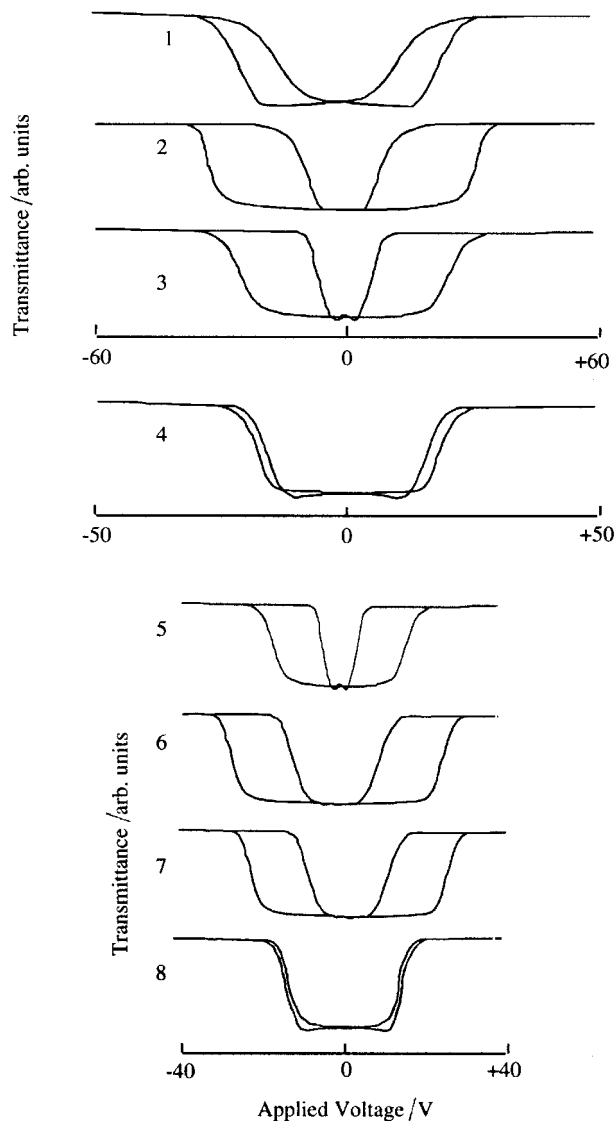 1
2
3
Transmittance /arb. units
-60 0 +60
4
-50 0 +50
5
6
7
8
Transmittance /arb. units
-40 0 +40
Applied Voltage /V